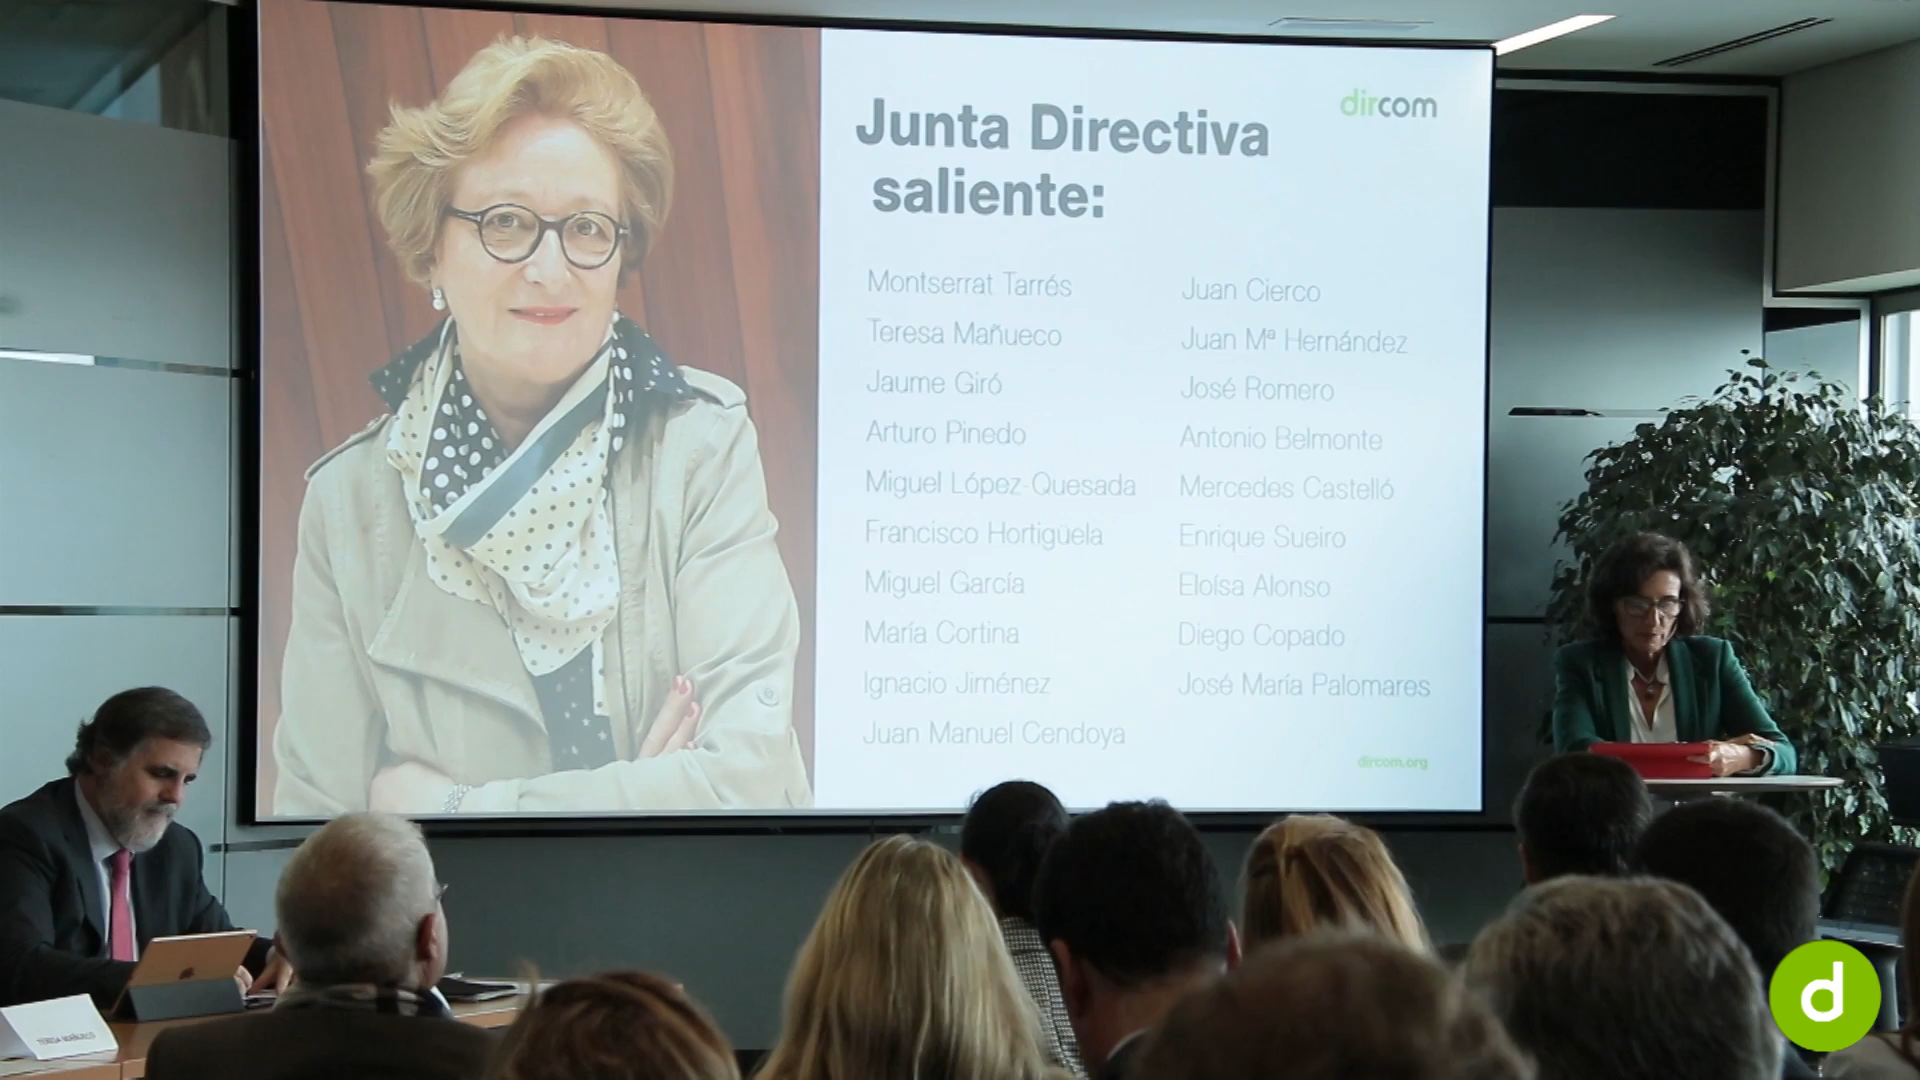 dircom
Junta Directiva
saliente:
Montserrat Tarrés
Teresa Mañueco
Jaume Giró
Arturo Pinedo
Miguel López-Quesada
Francisco Hortigüela
Miguel García
María Cortina
Ignacio Jiménez
Juan Manuel Cendoya
Juan Cierco
Juan Mª Hernández
José Romero
Antonio Belmonte
Mercedes Castelló
Enrique Sueiro
Eloísa Alonso
Diego Copado
José María Palomares
dircom.org
TERESA MAÑUECO
d